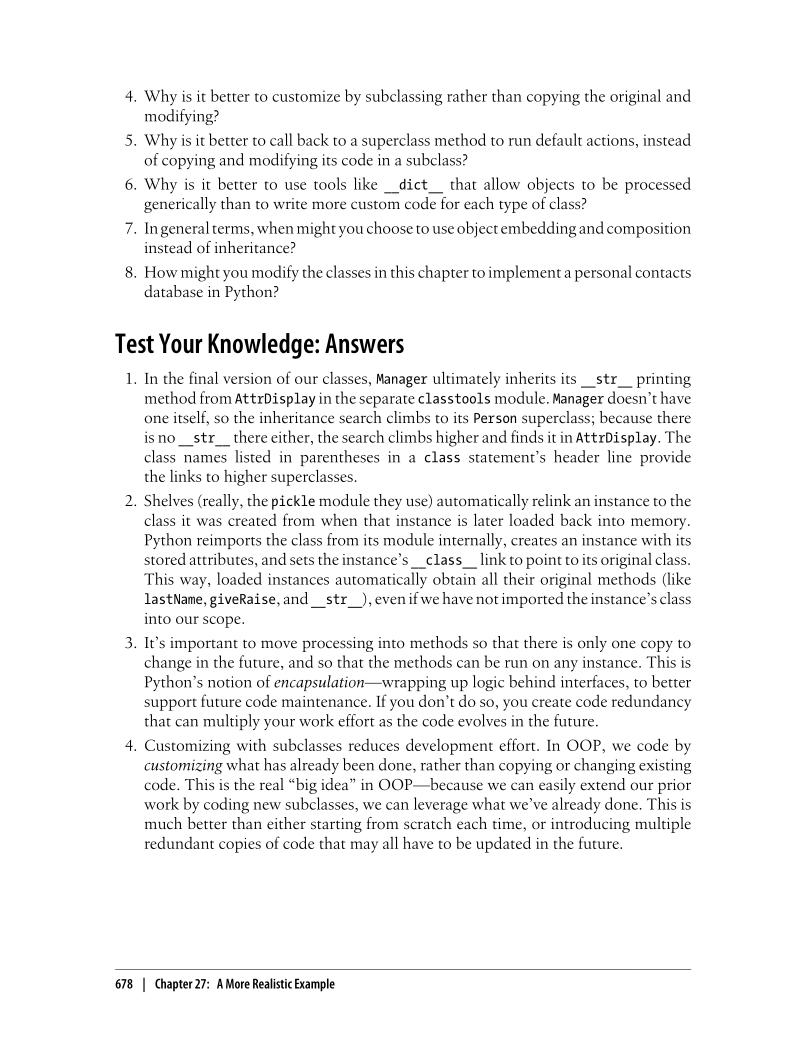 4. Why is it better to customize by subclassing rather than copying the original and
modifying?
5. Why is it better to call back to a superclass method to run default actions, instead
of copying and modifying its code in a subclass?
6. Why is it better to use tools like __dict__ that allow objects to be processed
generically than to write more custom code for each type of class?
7. In general terms, when might you choose to use object embedding and composition
instead of inheritance?
8. How might you modify the classes in this chapter to implement a personal contacts
database in Python?
Test Your Knowledge: Answers
1. In the final version of our classes, Manager ultimately inherits its __str__ printing
method from AttrDisplay in the separate classtools module. Manager doesn’t have
one itself, so the inheritance search climbs to its Person superclass; because there
is no __str__ there either, the search climbs higher and finds it in AttrDisplay. The
class names listed in parentheses in a class statement’s header line provide
the links to higher superclasses.
2. Shelves (really, the pickle module they use) automatically relink an instance to the
class it was created from when that instance is later loaded back into memory.
Python reimports the class from its module internally, creates an instance with its
stored attributes, and sets the instance’s __class__ link to point to its original class.
This way, loaded instances automatically obtain all their original methods (like
lastName, giveRaise, and __str__), even if we have not imported the instance’s class
into our scope.
3. It’s important to move processing into methods so that there is only one copy to
change in the future, and so that the methods can be run on any instance. This is
Python’s notion of encapsulation—wrapping up logic behind interfaces, to better
support future code maintenance. If you don’t do so, you create code redundancy
that can multiply your work effort as the code evolves in the future.
4. Customizing with subclasses reduces development effort. In OOP, we code by
customizing what has already been done, rather than copying or changing existing
code. This is the real “big idea” in OOP—because we can easily extend our prior
work by coding new subclasses, we can leverage what we’ve already done. This is
much better than either starting from scratch each time, or introducing multiple
redundant copies of code that may all have to be updated in the future.
678 | Chapter 27: A More Realistic Example